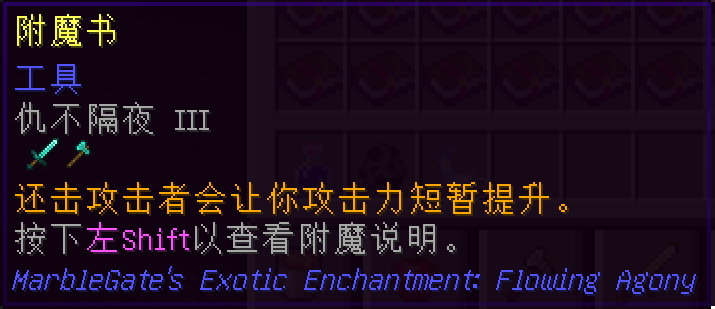 附魔书
工具
仇不隔夜 III
还击攻击者会让你攻击力短暂提升。
按下左Shift以查看附魔说明。
MarbleGate's Exotic Enchantment: Flowing Agony